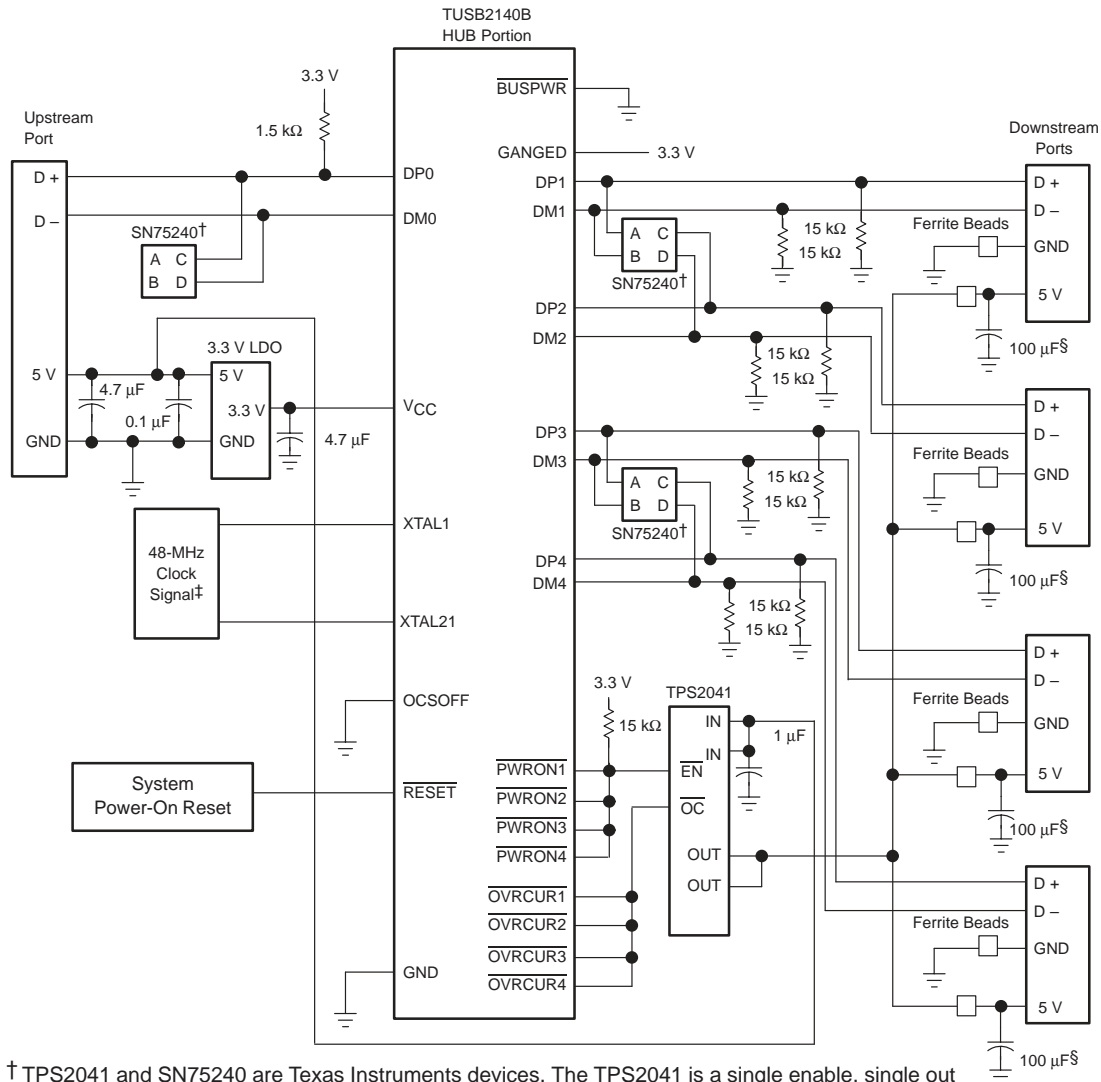 TUSB2140B
HUB Portion
3.3 V
BUSPWR
Upstream
Port
1.5 kΩ
Downstream
Ports
GANGED
3.3 V
D +
DP0
DP1
D +
D –
DM0
DM1
D –
SN75240†
A C
B D
A C
B D
SN75240†
15 kΩ
15 kΩ
Ferrite Beads
GND
5 V
DP2
DM2
100 µF§
3.3 V LDO
15 kΩ
15 kΩ
5 V
4.7 µF
5 V
0.1 µF
3.3 V
VCC
GND
GND
4.7 µF
D +
D –
DP3
DM3
Ferrite Beads
GND
A C
B D
SN75240†
15 kΩ
15 kΩ
5 V
XTAL1
48-MHz
Clock
Signal‡
DP4
DM4
100 µF§
15 kΩ
15 kΩ
XTAL21
D +
D –
OCSOFF
3.3 V
15 kΩ
TPS2041
IN
IN
1 µF
Ferrite Beads
GND
System
Power-On Reset
RESET
PWRON1
PWRON2
PWRON3
PWRON4
EN
OC
OUT
OUT
5 V
100 µF§
OVRCUR1
OVRCUR2
OVRCUR3
OVRCUR4
GND
D +
D –
Ferrite Beads
GND
5 V
100 µF§
† TPS2041 and SN75240 are Texas Instruments devices. The TPS2041 is a single enable, single out